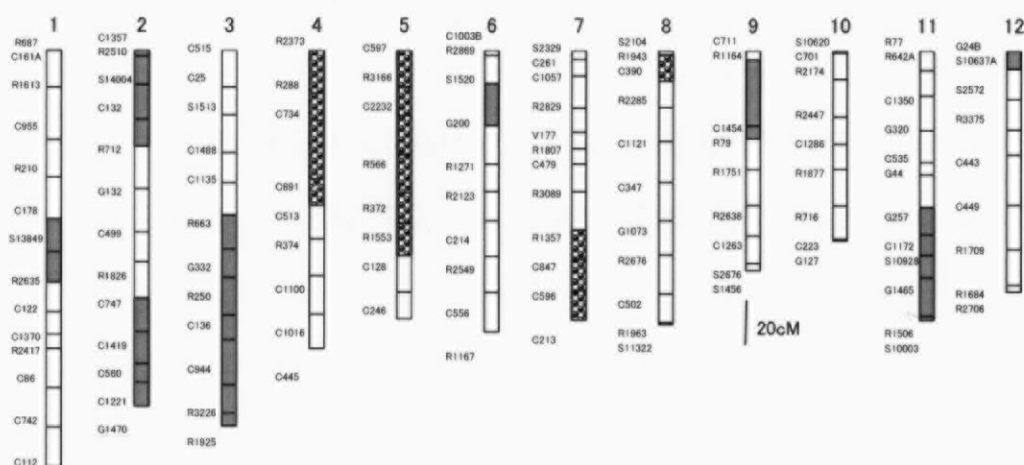 1 2 3 4 5 6 7 8 9 10 11 12
R687
C161A
R1613
C955
R210
C178
S13849
R2635
C122
C1370
R2417
C86
C742
C112
C1357
R2510
S14004
C132
R712
G132
C499
R1826
C747
C1419
C560
C1221
G1470
C515
C25
S1513
C1488
C1135
R663
G332
R250
C136
C944
R3226
R1925
R2373
R288
C734
C891
C513
R374
C1100
C1016
C445
C597
R3166
C2232
R566
R372
R1553
C128
C246
C1003B
R2869
S1520
G200
R1271
R2123
C214
R2549
C556
R1167
S2329
C261
C1057
R2829
V177
R1807
C479
R3089
R1357
C847
C596
C213
S2104
R1943
C390
R2285
C1121
C347
G1073
R2676
C502
R1963
S11322
C711
R1164
C1454
R79
R1751
R2638
C1263
S2676
S1456
20cM
S10620
C701
R2174
R2447
C1286
R1877
R716
C223
G127
R77
R642A
C1350
G320
C535
G44
G257
C1172
S10928
G1465
R1506
S10003
G24B
S10637A
S2572
R3375
C443
C449
R1709
R1684
R2706